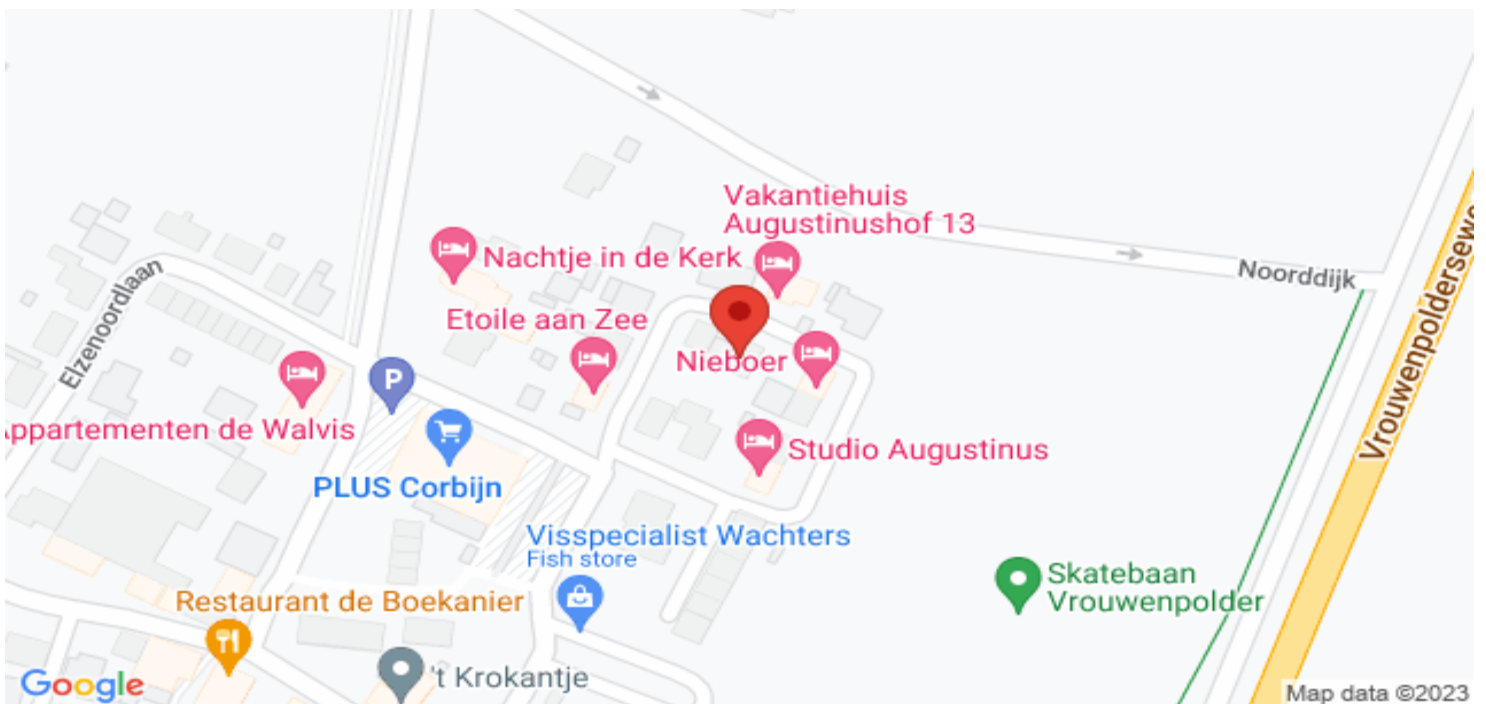 Vakantiehuis
Augustinushof 13
Nachtje in de Kerk
Noorddijk
Vrouwenpoldersewe
Elzenoordlaan
Etoile aan Zee
Nieboer
P
Appartementen de Walvis
Studio Augustinus
PLUS Corbijn
Visspecialist Wachters
Fish store
Skatebaan
Vrouwenpolder
Restaurant de Boekanier
't Krokantje
Google
Map data ©2023